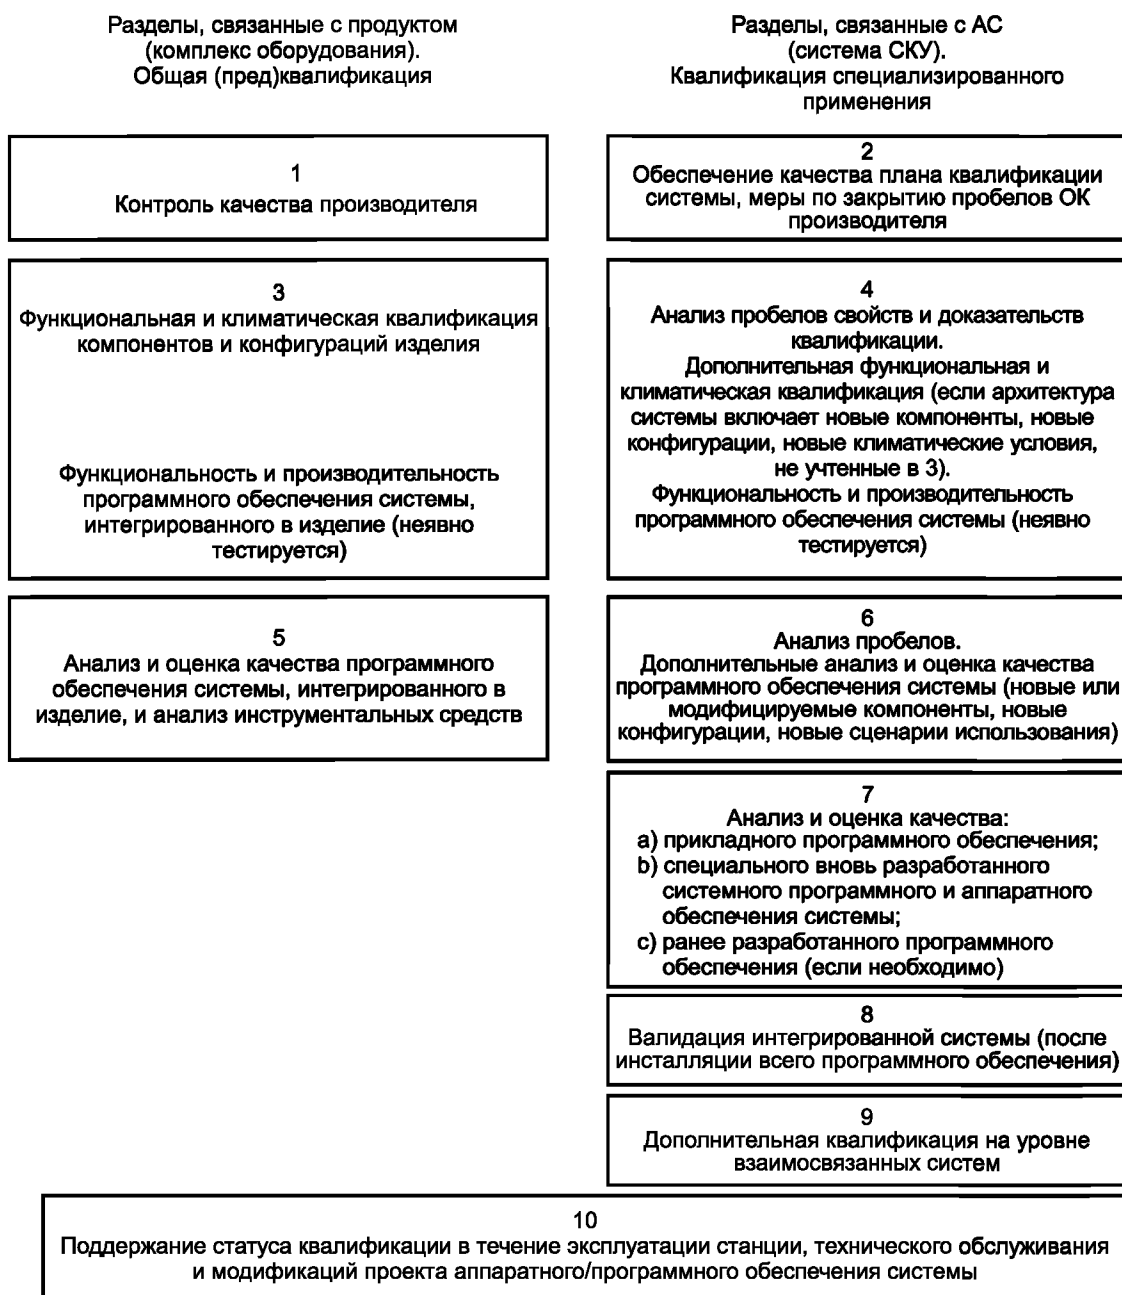 Разделы, связанные с продуктом
(комплекс оборудования).
Общая (пред)квалификация
Разделы, связанные с АС
(система СКУ).
Квалификация специализированного
применения
1
Контроль качества производителя
2
Обеспечение качества плана квалификации
системы, меры по закрытию пробелов ОК
производителя
3
Функциональная и климатическая квалификация
компонентов и конфигураций изделия
Функциональность и производительность
программного обеспечения системы,
интегрированного в изделие (неявно
тестируется)
4
Анализ пробелов свойств и доказательств
квалификации.
Дополнительная функциональная и
климатическая квалификация (если архитектура
системы включает новые компоненты, новые
конфигурации, новые климатические условия,
не учтенные в 3).
Функциональность и производительность
программного обеспечения системы (неявно
тестируется)
5
Анализ и оценка качества программного
обеспечения системы, интегрированного в
изделие, и анализ инструментальных средств
6
Анализ пробелов.
Дополнительные анализ и оценка качества
программного обеспечения системы (новые или
модифицируемые компоненты, новые
конфигурации, новые сценарии использования)
7
Анализ и оценка качества:
a) прикладного программного обеспечения;
b) специального вновь разработанного
системного программного и аппаратного
обеспечения системы;
c) ранее разработанного программного
обеспечения (если необходимо)
8
Валидация интегрированной системы (после
инсталляции всего программного обеспечения)
9
Дополнительная квалификация на уровне
взаимосвязанных систем
10
Поддержание статуса квалификации в течение эксплуатации станции, технического обслуживания
и модификаций проекта аппаратного/программного обеспечения системы